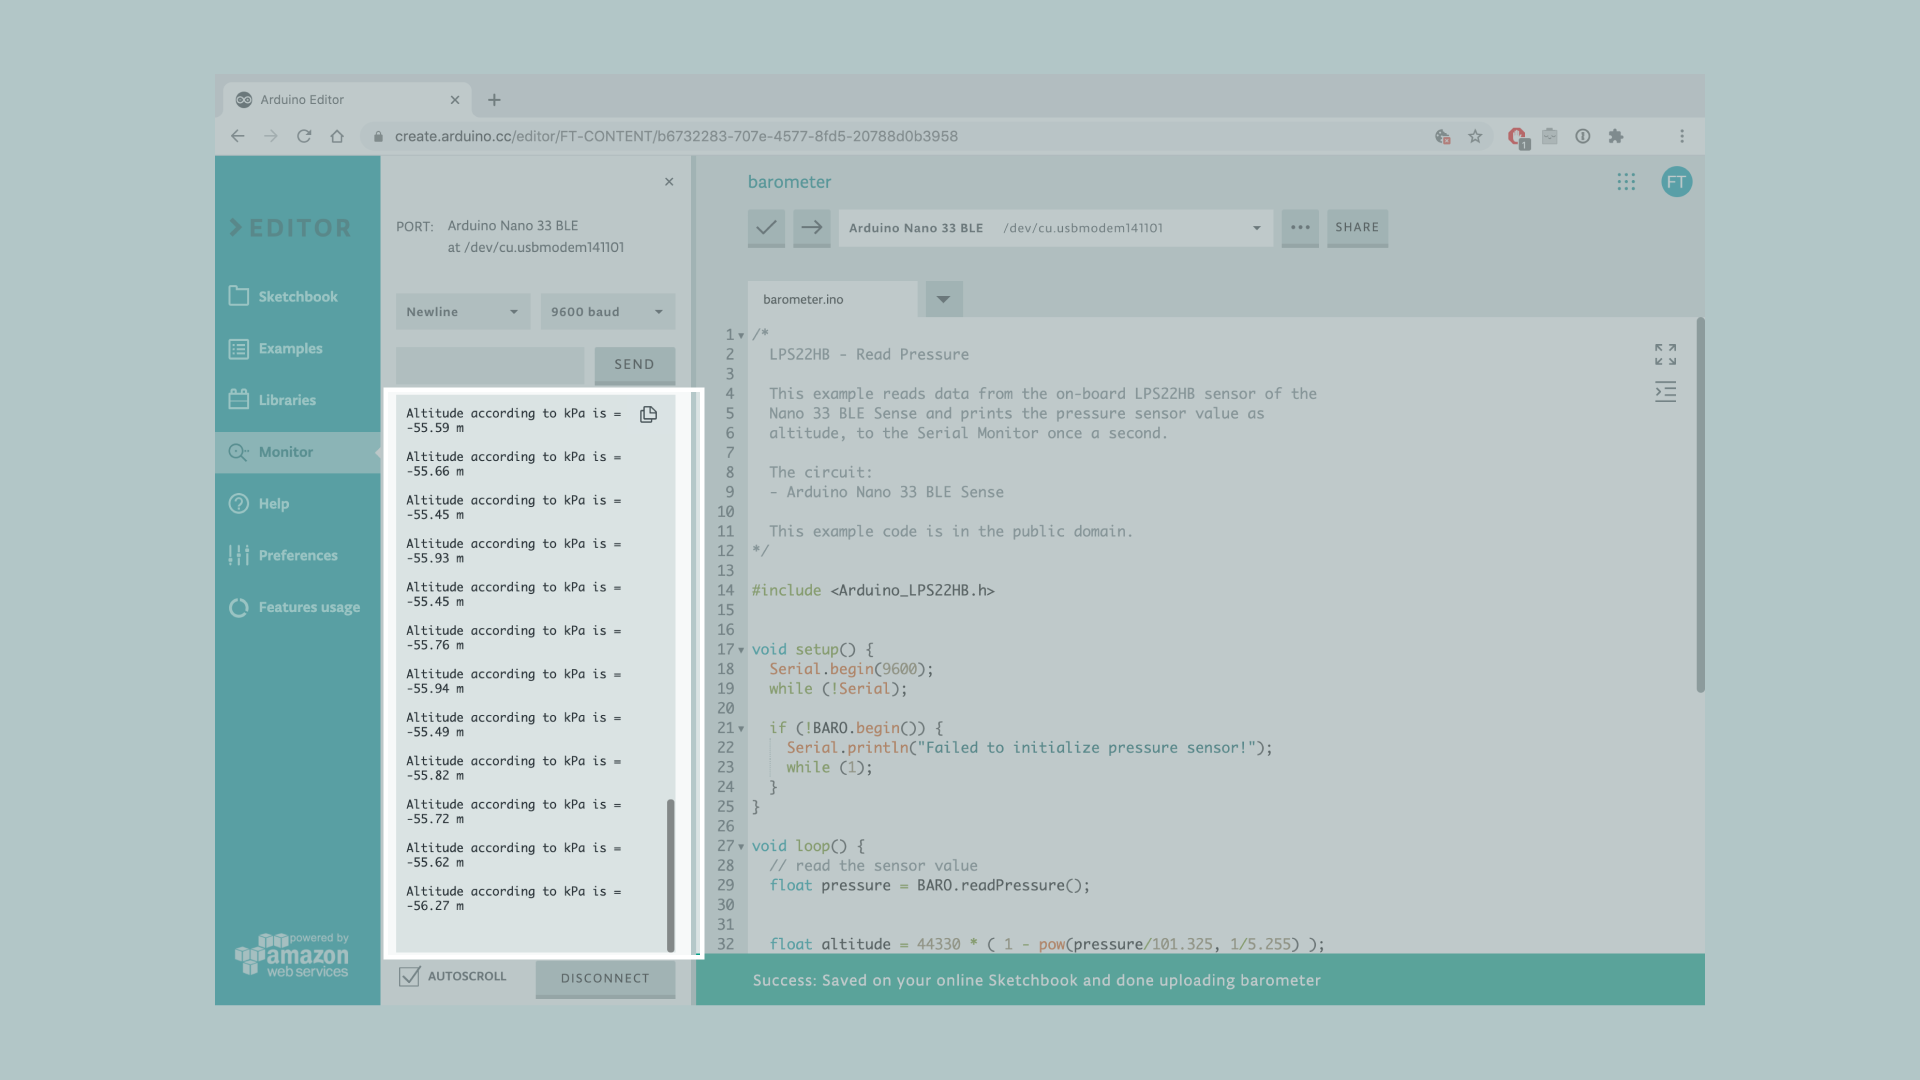 Arduino Editor
create.arduino.cc/editor/FT-CONTENT/b6732283-707e-4577-8fd5-20788d0b3958
1
EDITOR
Sketchbook
Examples
Libraries
Monitor
Help
Preferences
Features usage
powered by
amazon
web services
PORT: Arduino Nano 33 BLE
at /dev/cu.usbmodem141101
Newline
9600 baud
SEND
Altitude according to kPa is =
-55.59 m
Altitude according to kPa is =
-55.66 m
Altitude according to kPa is =
-55.45 m
Altitude according to kPa is =
-55.93 m
Altitude according to kPa is =
-55.45 m
Altitude according to kPa is =
-55.76 m
Altitude according to kPa is =
-55.94 m
Altitude according to kPa is =
-55.49 m
Altitude according to kPa is =
-55.82 m
Altitude according to kPa is =
-55.72 m
Altitude according to kPa is =
-55.62 m
Altitude according to kPa is =
-56.27 m
AUTOSCROLL
DISCONNECT
barometer
FT
Arduino Nano 33 BLE /dev/cu.usbmodem141101
SHARE
barometer.ino
1 /*
2 LPS22HB - Read Pressure
3
4 This example reads data from the on-board LPS22HB sensor of the
5 Nano 33 BLE Sense and prints the pressure sensor value as
6 altitude, to the Serial Monitor once a second.
7
8 The circuit:
9 - Arduino Nano 33 BLE Sense
10
11 This example code is in the public domain.
12 */
13
14 #include <Arduino_LPS22HB.h>
15
16
17 void setup() {
18 Serial.begin(9600);
19 while (!Serial);
20
21 if (!BARO.begin()) {
22 Serial.println("Failed to initialize pressure sensor!");
23 while (1);
24 }
25 }
26
27 void loop() {
28 // read the sensor value
29 float pressure = BARO.readPressure();
30
31
32 float altitude = 44330 * ( 1 - pow(pressure/101.325, 1/5.255) );
Success: Saved on your online Sketchbook and done uploading barometer